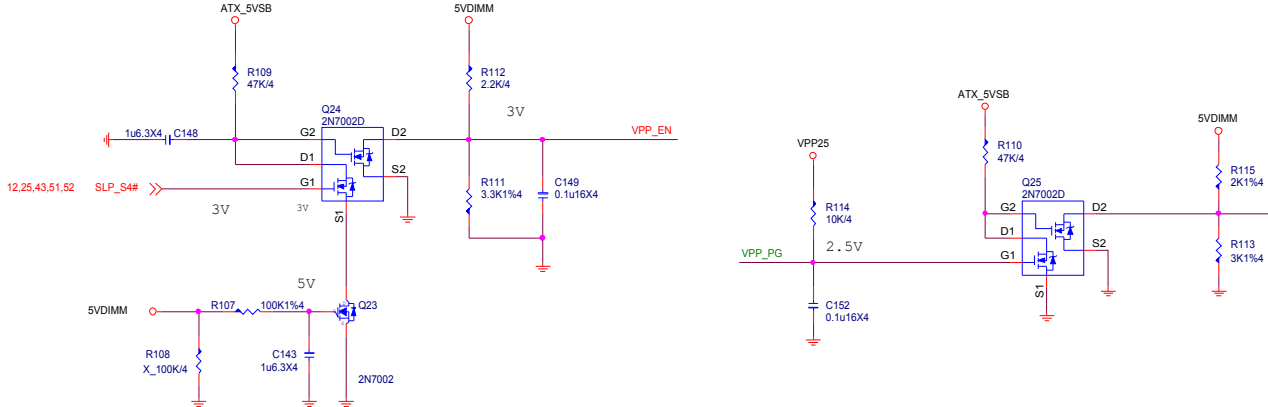 ATX_5VSB
5VDIMM
R109
47K/4
R112
2.2K/4
3V
Q24
2N7002D
1u6.3X4
C148
G2
D2
VPP_EN
D1
S2
12,25,43,51,52
SLP_S4#
G1
3V
3V
S1
R111
3.3K1%4
C149
0.1u16X4
5V
5VDIMM
R107
100K1%4
Q23
R108
X_100K/4
C143
1u6.3X4
2N7002
ATX_5VSB
VPP25
5VDIMM
R110
47K/4
R114
10K/4
R115
2K1%4
Q25
2N7002D
G2
D2
D1
S2
2.5V
VPP_PG
G1
R113
3K1%4
S1
C152
0.1u16X4